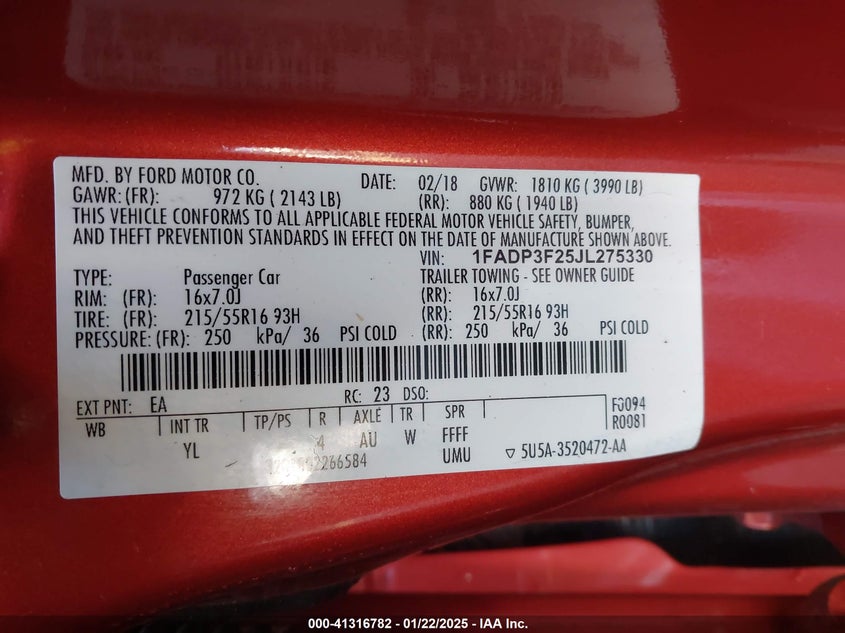 MFD. BY FORD MOTOR CO. DATE: 02/18 GVWR: 1810 KG ( 3990 LB)
GAWR: (FR): 972 KG ( 2143 LB) (RR): 880 KG ( 1940 LB)
THIS VEHICLE CONFORMS TO ALL APPLICABLE FEDERAL MOTOR VEHICLE SAFETY, BUMPER,
AND THEFT PREVENTION STANDARDS IN EFFECT ON THE DATE OF MANUFACTURE SHOWN ABOVE.
VIN: 1FADP3F25JL275330
TYPE: Passenger Car TRAILER TOWING - SEE OWNER GUIDE
RIM: (FR): 16x7.0J (RR): 16x7.0J
TIRE: (FR): 215/55R16 93H (RR): 215/55R16 93H
PRESSURE: (FR): 250 kPa/ 36 PSI COLD (RR): 250 kPa/ 36 PSI COLD
EXT PNT: EA RC: 23 DSO:
WB INT TR TP/PS R AXLE TR SPR F0094
R0081
YL 4 AU W FFFF
UMU
▽ 5U5A-3520472-AA
000-41316782 - 01/22/2025 - IAA Inc.